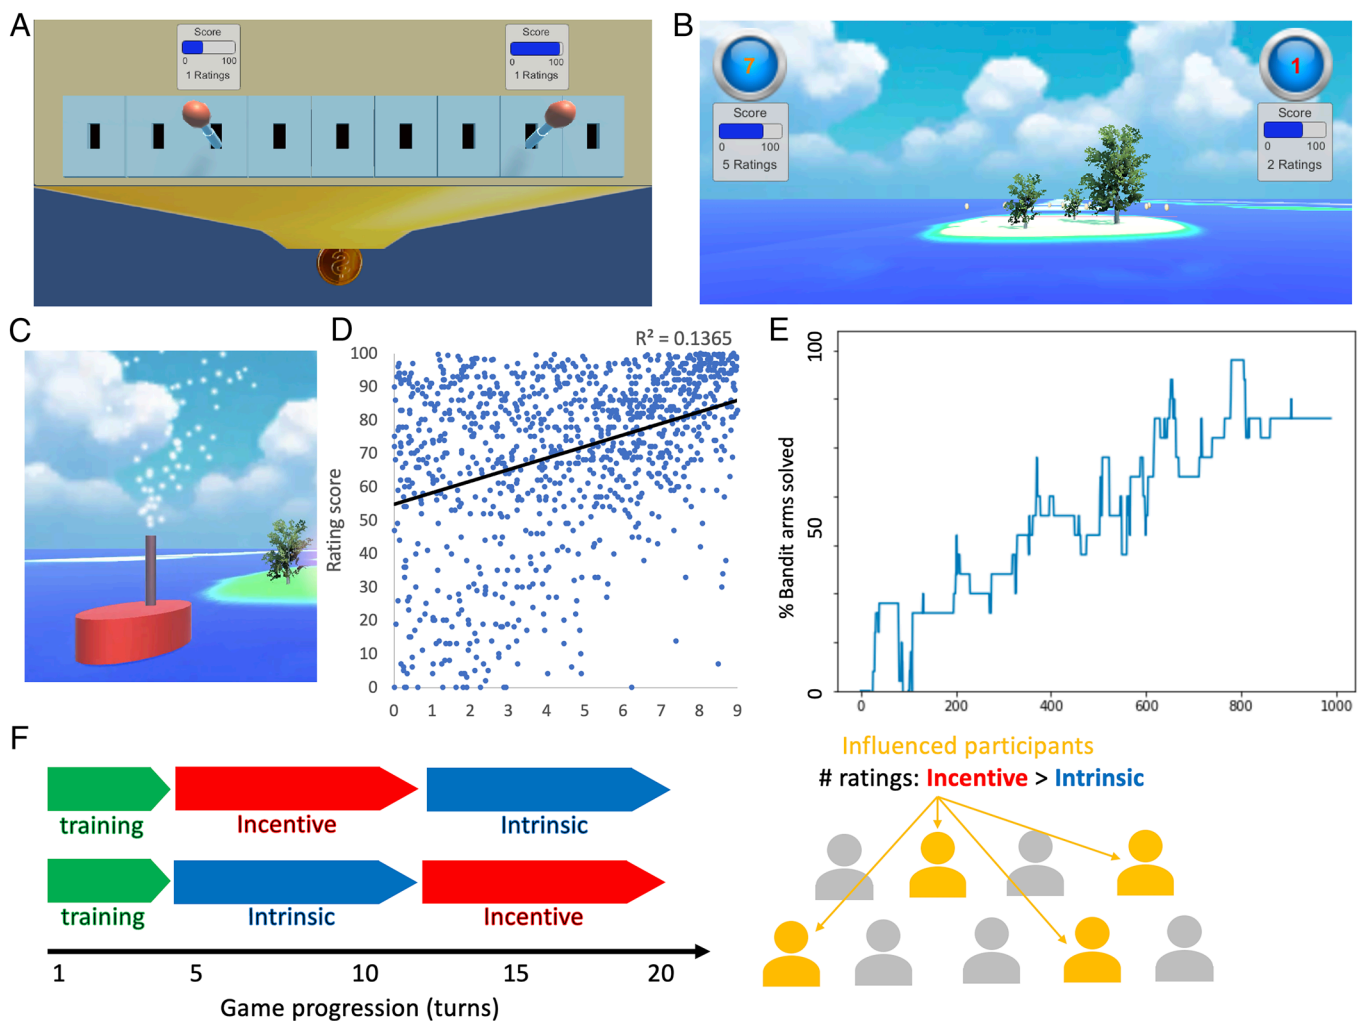 A
Score
0 100
1 Ratings
Score
0 100
1 Ratings
B
7
Score
0 100
5 Ratings
1
Score
0 100
2 Ratings
C
D
R² = 0.1365
Rating score
100
90
80
70
60
50
40
30
20
10
0
0 1 2 3 4 5 6 7 8 9
E
% Bandit arms solved
100
50
0
0 200 400 600 800 1000
F
training Incentive Intrinsic
training Intrinsic Incentive
1 5 10 15 20
Game progression (turns)
Influenced participants
# ratings: Incentive > Intrinsic